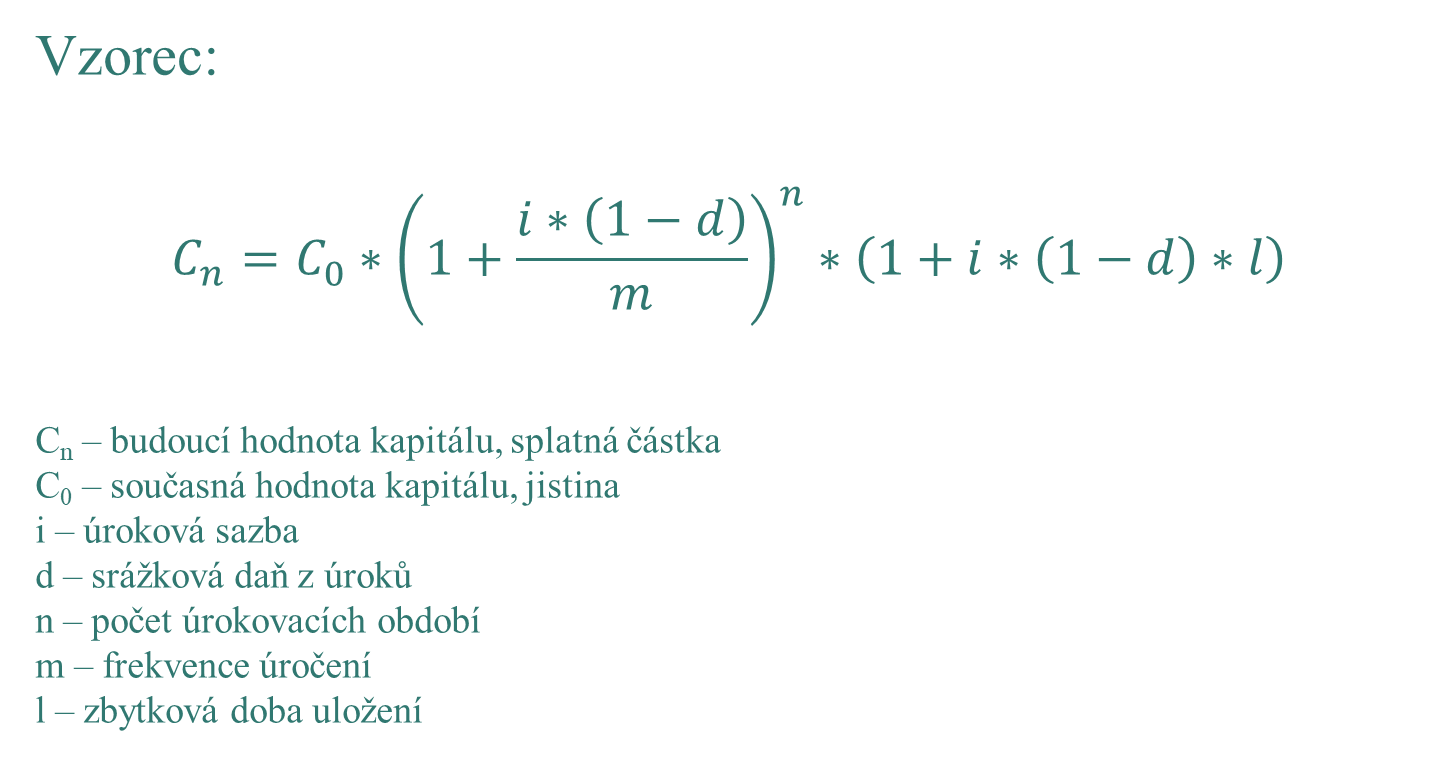 Vzorec:
Cₙ = C₀ * (1 + i * (1 − d) / m)ⁿ * (1 + i * (1 − d) * l)
Cₙ – budoucí hodnota kapitálu, splatná částka
C₀ – současná hodnota kapitálu, jistina
i – úroková sazba
d – srážková daň z úroků
n – počet úrokovacích období
m – frekvence úročení
l – zbytková doba uložení